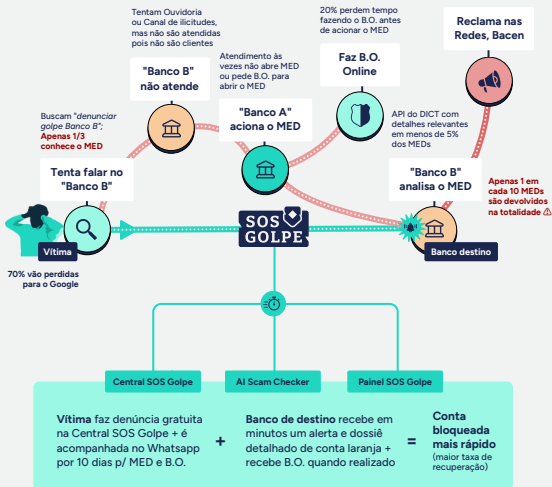 Tentam Ouvidoria
ou Canal de ilicitudes,
mas não são atendidas
pois não são clientes
20% perdem tempo
fazendo o B.O. antes
de acionar o MED
Reclama nas
Redes, Bacen
"Banco B"
não atende
Atendimento às
vezes não abre MED
ou pede B.O. para
abrir o MED
Faz B.O.
Online
Buscam "denunciar
golpe Banco B";
Apenas 1/3
conhece o MED
"Banco A"
aciona o MED
API do DICT com
detalhes relevantes
em menos de 5%
dos MEDs
Tenta falar no
"Banco B"
"Banco B"
analisa o MED
Apenas 1 em
cada 10 MEDs
são devolvidos
na totalidade ⚠
SOS
GOLPE
Vítima
Banco destino
70% vão perdidas
para o Google
Central SOS Golpe
AI Scam Checker
Painel SOS Golpe
Vítima faz denúncia gratuita
na Central SOS Golpe + é
acompanhada no Whatsapp
por 10 dias p/ MED e B.O.
+
Banco de destino recebe em
minutos um alerta e dossiê
detalhado de conta laranja +
recebe B.O. quando realizado
=
Conta
bloqueada
mais rápido
(maior taxa de
recuperação)